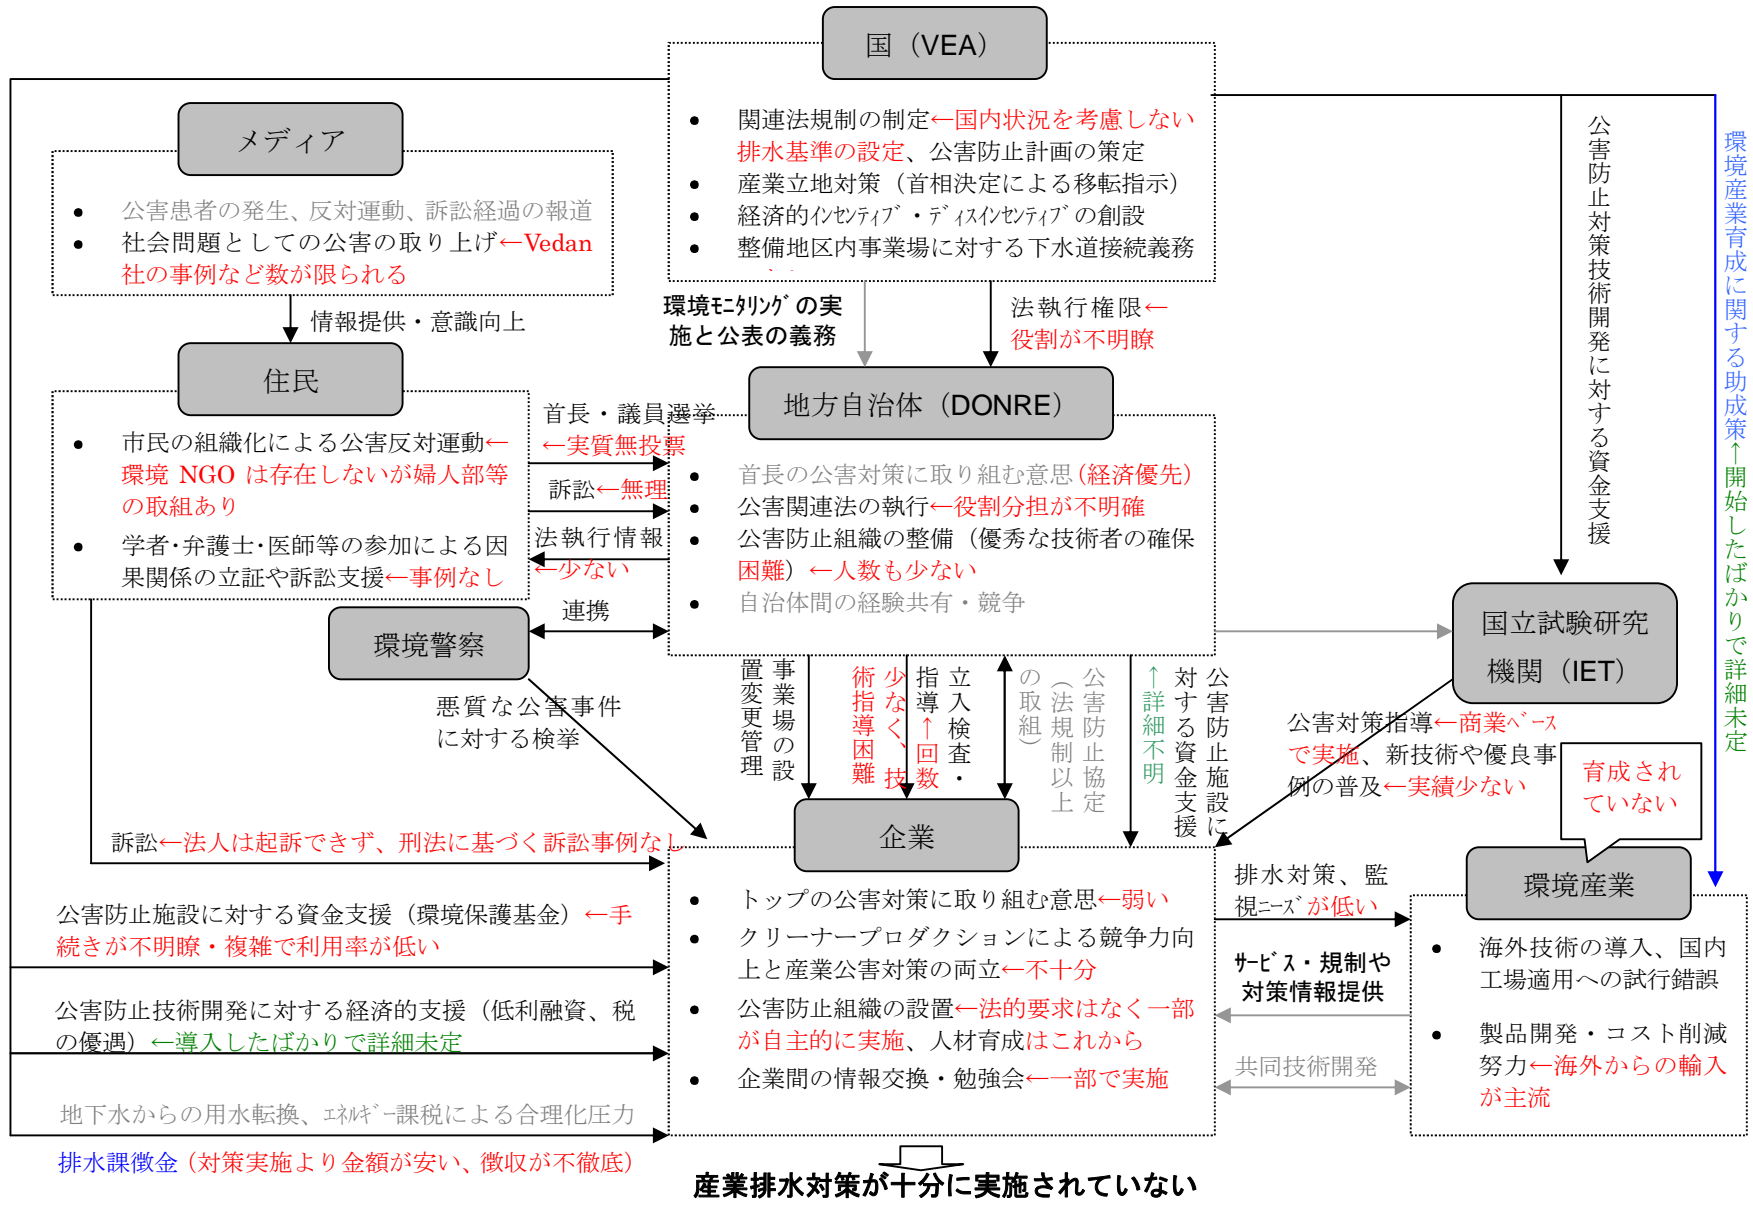 国（VEA）
関連法規制の制定←国内状況を考慮しない
排水基準の設定、公害防止計画の策定
産業立地対策（首相決定による移転指示）
経済的ｲﾝｾﾝﾃｨﾌﾞ・ﾃﾞｨｽｲﾝｾﾝﾃｨﾌﾞの創設
整備地区内事業場に対する下水道接続義務
メディア
公害患者の発生、反対運動、訴訟経過の報道
社会問題としての公害の取り上げ←Vedan
社の事例など数が限られる
情報提供・意識向上
環境ﾓﾆﾀﾘﾝｸﾞの実
施と公表の義務
法執行権限←
役割が不明瞭
公害防止対策技術開発に対する資金支援
環境産業育成に関する助成策↑開始したばかりで詳細未定
住民
市民の組織化による公害反対運動←
環境 NGO は存在しないが婦人部等
の取組あり
学者・弁護士・医師等の参加による因
果関係の立証や訴訟支援←事例なし
首長・議員選挙
←実質無投票
訴訟←無理
法執行情報
←少ない
連携
地方自治体（DONRE）
首長の公害対策に取り組む意思(経済優先)
公害関連法の執行←役割分担が不明確
公害防止組織の整備（優秀な技術者の確保
困難）←人数も少ない
自治体間の経験共有・競争
環境警察
悪質な公害事件
に対する検挙
国立試験研究
機関（IET）
事業場の設
置変更管理
立入検査・
指導↑回数
少なく、技
術指導困難
公害防止協定
（法規制以上
の取組）
公害防止施設に
対する資金支援
↑詳細不明
公害対策指導←商業ﾍﾞｰｽ
で実施、新技術や優良事
例の普及←実績少ない
育成され
ていない
企業
トップの公害対策に取り組む意思←弱い
クリーナープロダクションによる競争力向
上と産業公害対策の両立←不十分
公害防止組織の設置←法的要求はなく一部
が自主的に実施、人材育成はこれから
企業間の情報交換・勉強会←一部で実施
訴訟←法人は起訴できず、刑法に基づく訴訟事例なし
公害防止施設に対する資金支援（環境保護基金）←手
続きが不明瞭・複雑で利用率が低い
公害防止技術開発に対する経済的支援（低利融資、税
の優遇）←導入したばかりで詳細未定
地下水からの用水転換、ｴﾈﾙｷﾞｰ課税による合理化圧力
排水課徴金（対策実施より金額が安い、徴収が不徹底）
排水対策、監
視ﾆｰｽﾞが低い
ｻｰﾋﾞｽ・規制や
対策情報提供
共同技術開発
環境産業
海外技術の導入、国内
工場適用への試行錯誤
製品開発・コスト削減
努力←海外からの輸入
が主流
産業排水対策が十分に実施されていない